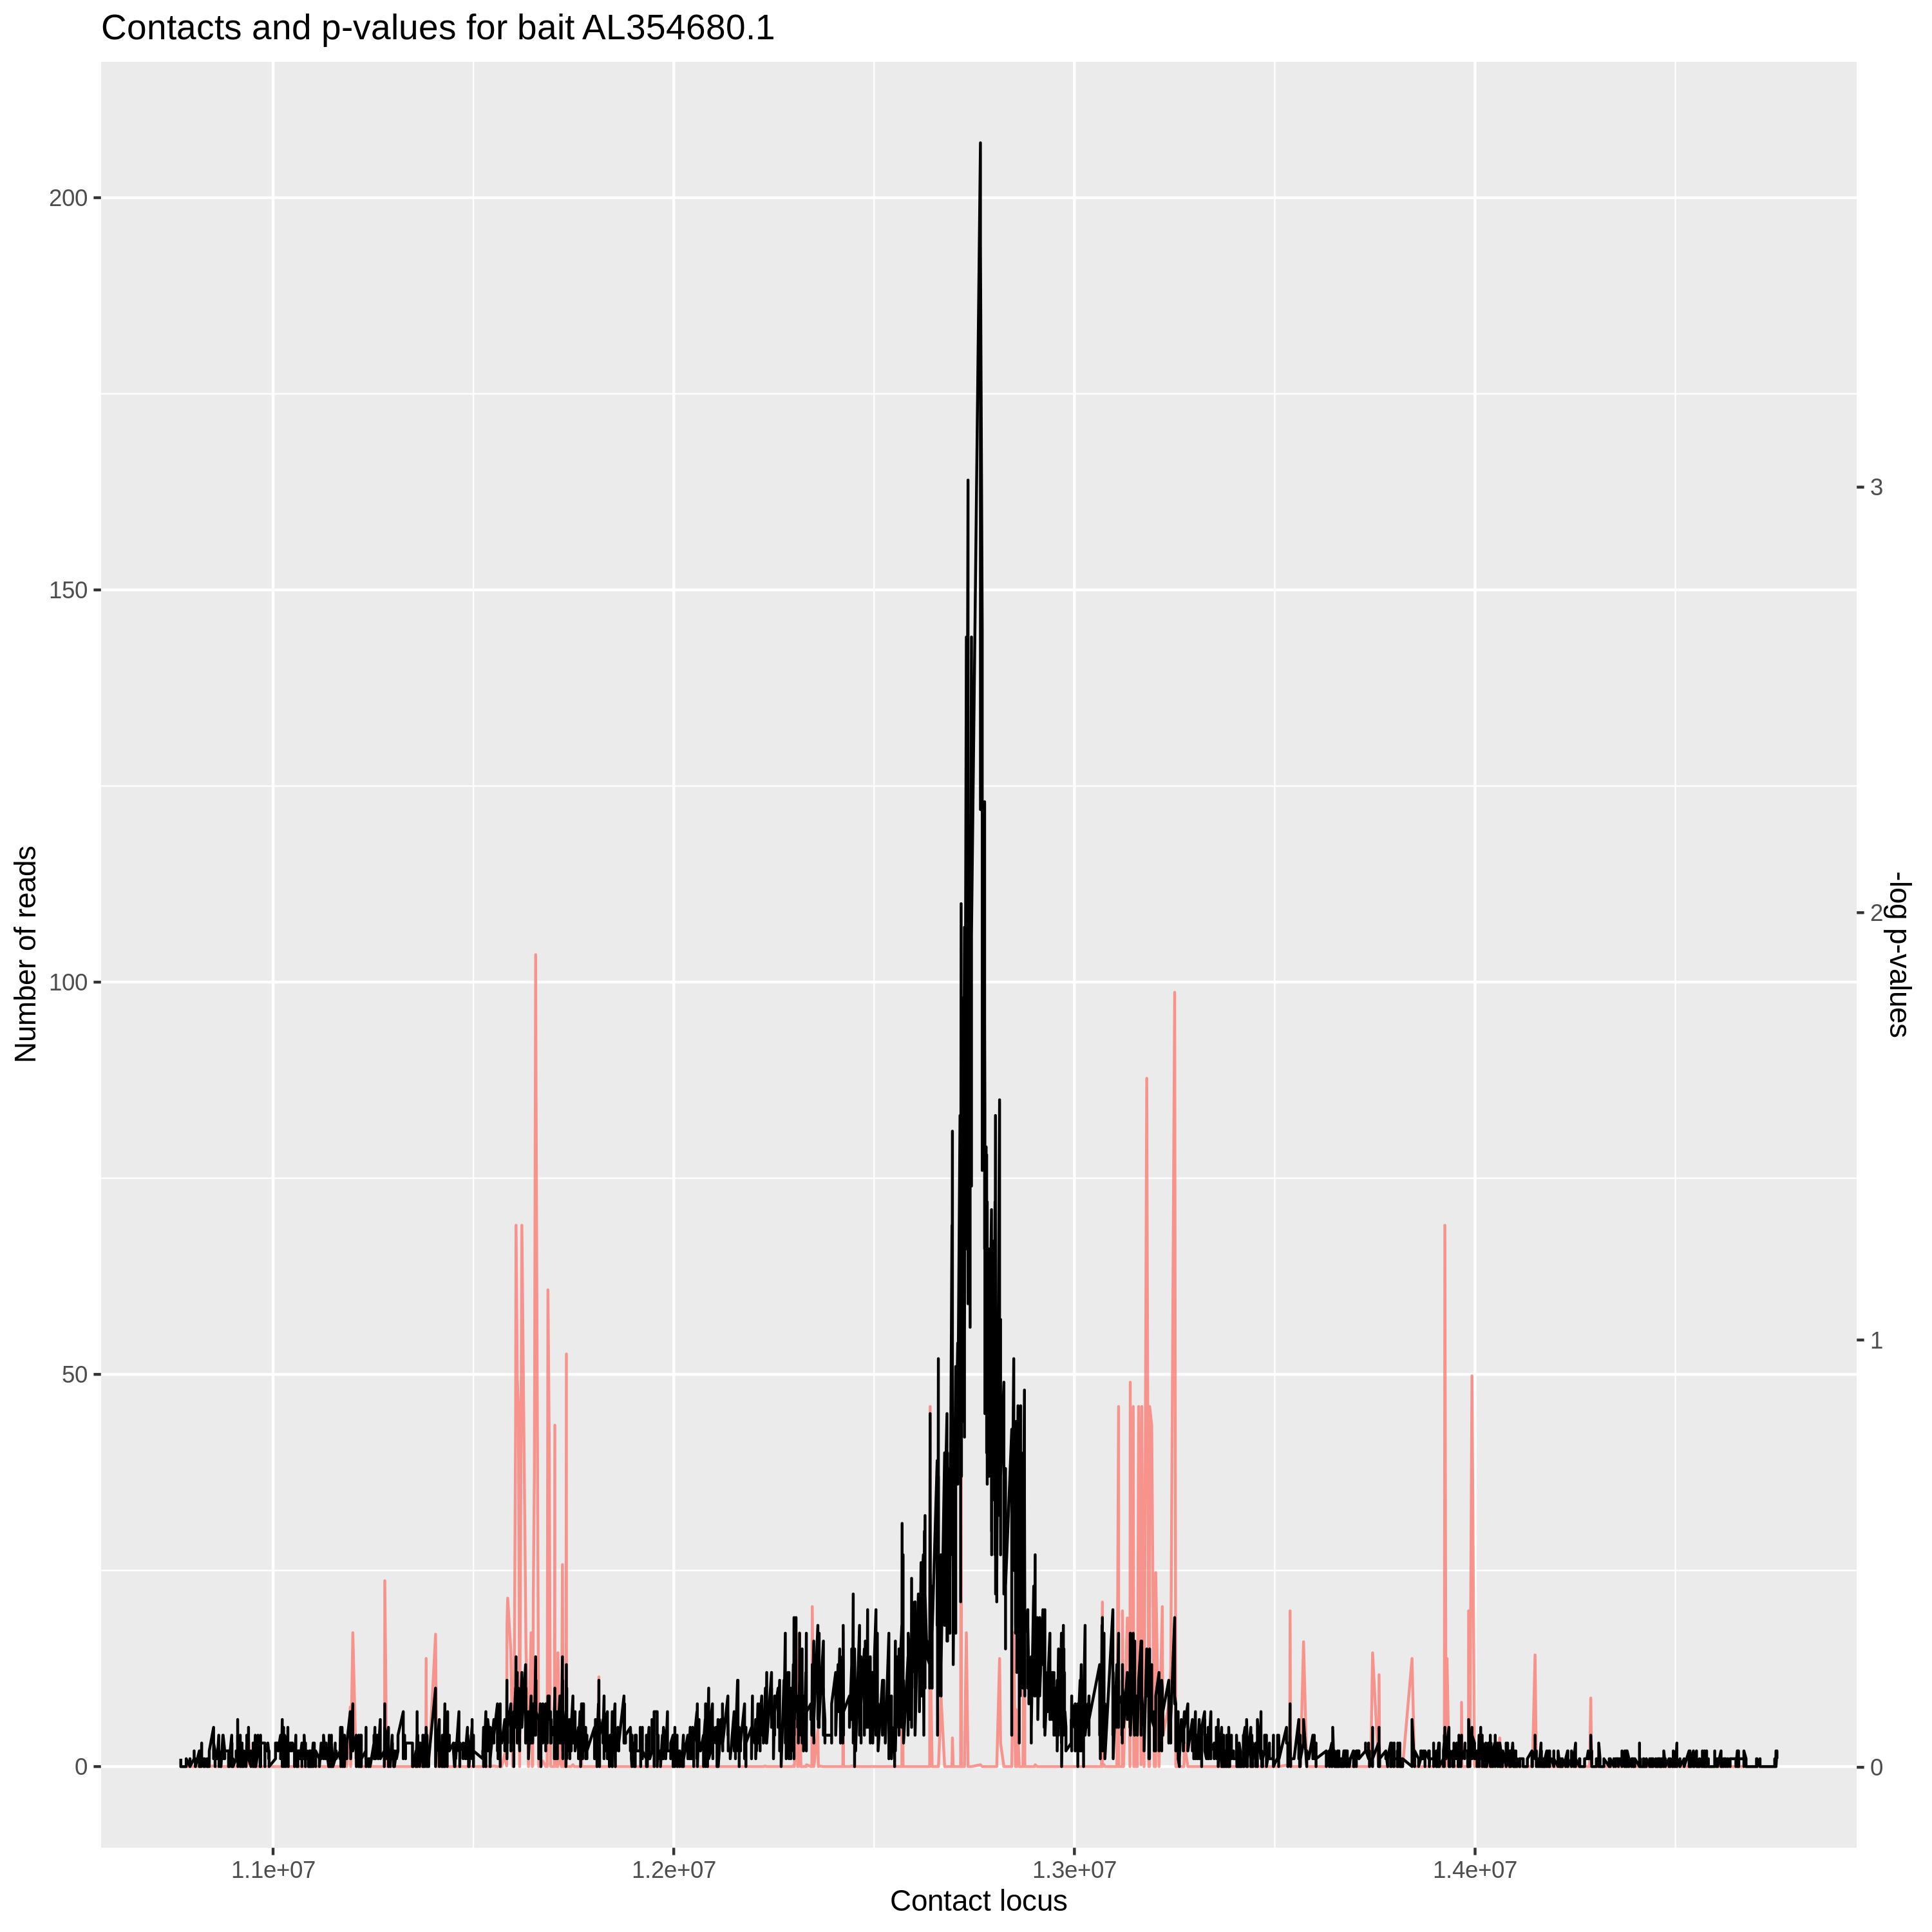 Contacts and p-values for bait AL354680.1
200
150
100
50
0
Number of reads
3
2
1
0
-log p-values
1.1e+07
1.2e+07
1.3e+07
1.4e+07
Contact locus